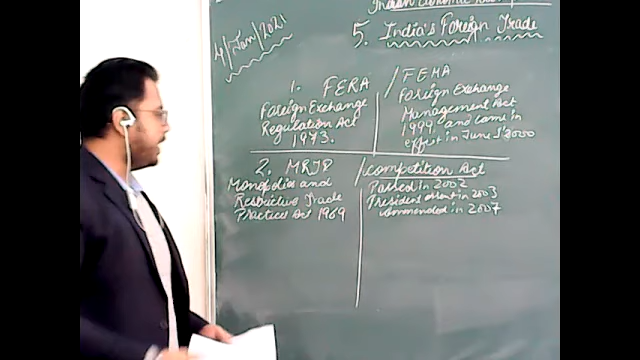 Indian Economic
4/Jan/2021
5. India's Foreign Trade
1. FERA
Foreign Exchange
Regulation Act
1973.
/ FEMA
Foreign Exchange
Management Act
1999 and came in
effect in June 1st 2000
2. MRTP
Monopolies and
Restrictive Trade
Practices Act 1969
/ competition Act
Passed in 2002
President assent in 2003
Ammended in 2007